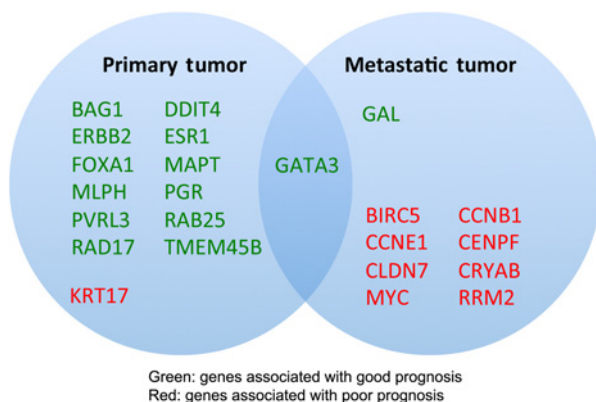 Primary tumor
Metastatic tumor
BAG1 DDIT4
ERBB2 ESR1
FOXA1 MAPT
MLPH PGR
PVRL3 RAB25
RAD17 TMEM45B
KRT17
GATA3
GAL
BIRC5 CCNB1
CCNE1 CENPF
CLDN7 CRYAB
MYC RRM2
Green: genes associated with good prognosis
Red: genes associated with poor prognosis